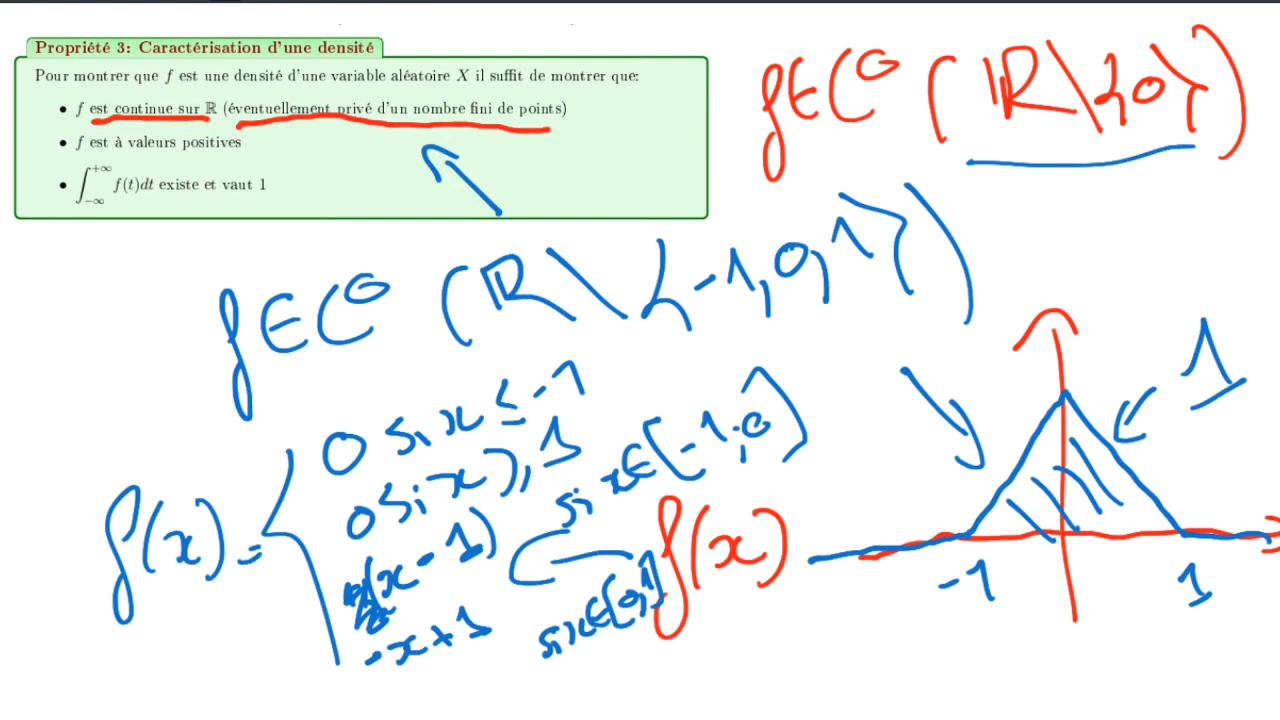 Propriété 3: Caractérisation d'une densité
Pour montrer que f est une densité d'une variable aléatoire X il suffit de montrer que:
• f est continue sur ℝ (éventuellement privé d'un nombre fini de points)
• f est à valeurs positives
• ∫_{-∞}^{+∞} f(t)dt existe et vaut 1
f ∈ C⁰ (ℝ\{0})
f ∈ C⁰ (ℝ\{-1,0,1})
f(x) = {
0 si x ≤ -1
0 si x ≥ 1
si x ∈ [-1;0]
-x+1 si x ∈ [0,1]
f(x)
1
-1
1